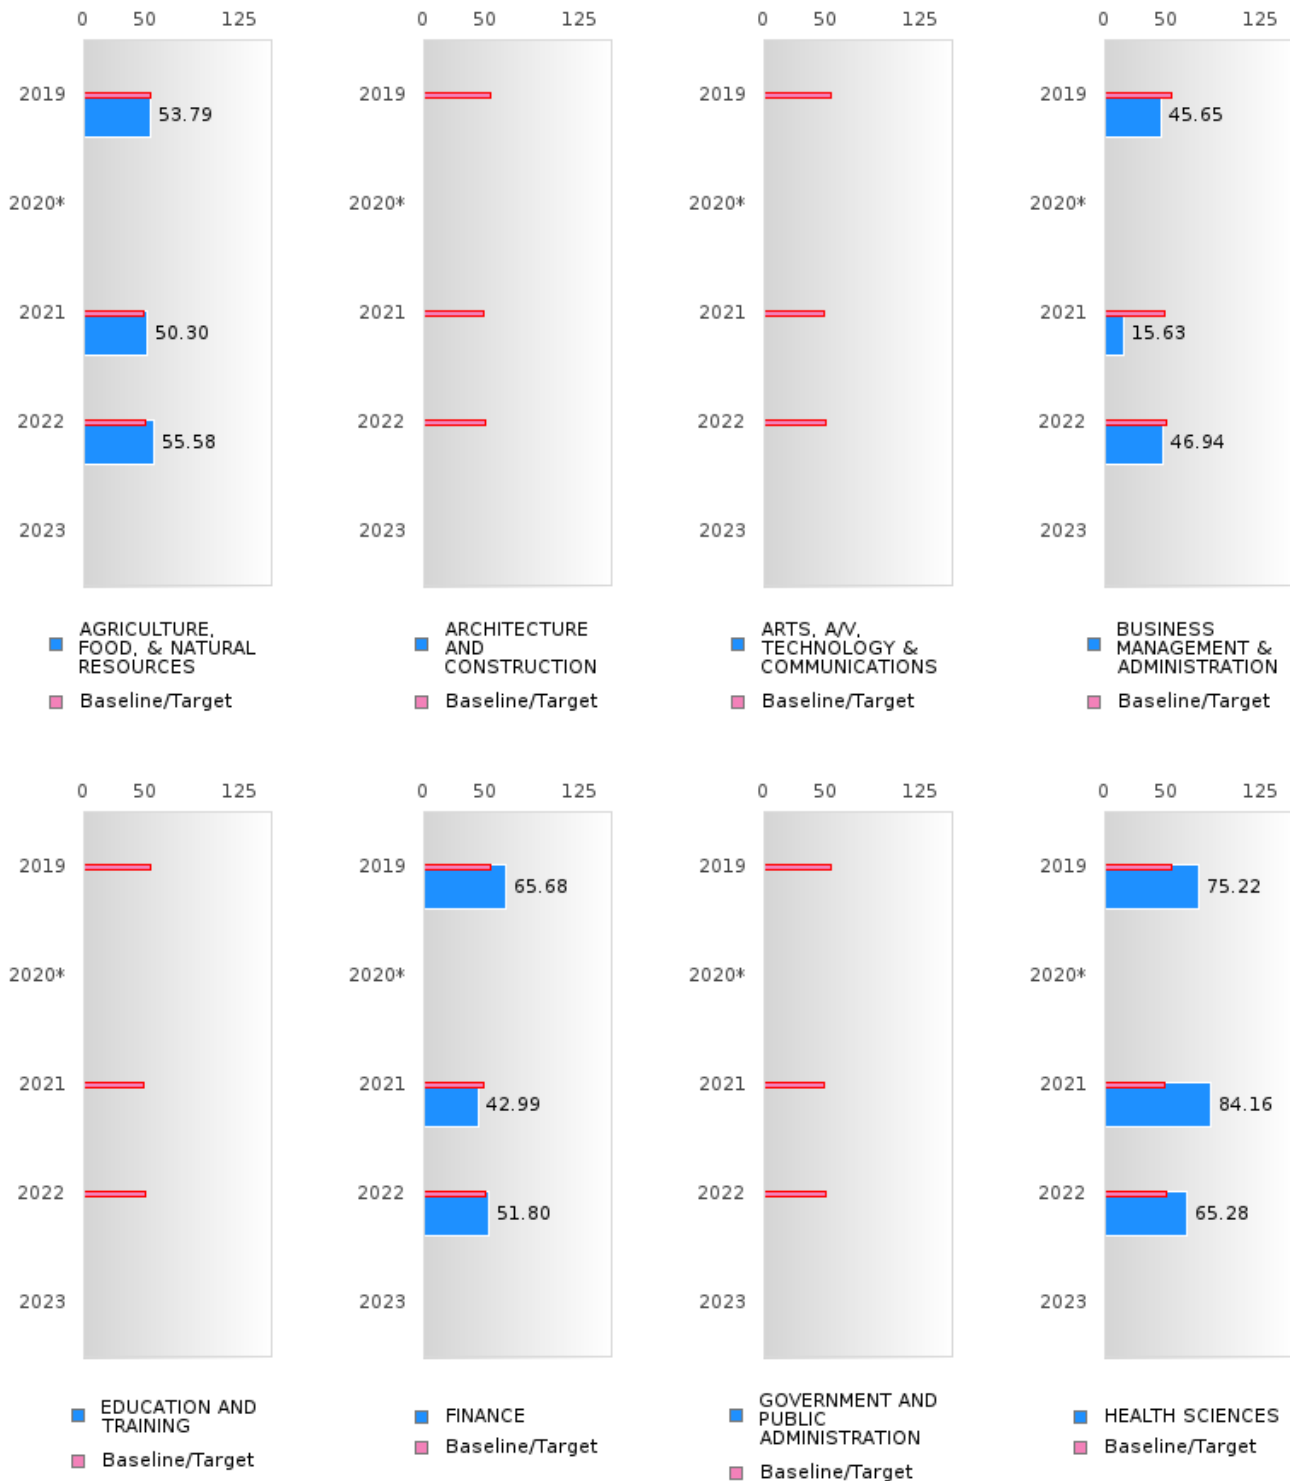 0 50 125
2019
53.79
2020*
2021
50.30
2022
55.58
2023
AGRICULTURE,
FOOD, & NATURAL
RESOURCES
Baseline/Target
0 50 125
2019
2020*
2021
2022
2023
ARCHITECTURE
AND
CONSTRUCTION
Baseline/Target
0 50 125
2019
2020*
2021
2022
2023
ARTS, A/V,
TECHNOLOGY &
COMMUNICATIONS
Baseline/Target
0 50 125
2019
45.65
2020*
2021
15.63
2022
46.94
2023
BUSINESS
MANAGEMENT &
ADMINISTRATION
Baseline/Target
0 50 125
2019
2020*
2021
2022
2023
EDUCATION AND
TRAINING
Baseline/Target
0 50 125
2019
65.68
2020*
2021
42.99
2022
51.80
2023
FINANCE
Baseline/Target
0 50 125
2019
2020*
2021
2022
2023
GOVERNMENT AND
PUBLIC
ADMINISTRATION
Baseline/Target
0 50 125
2019
75.22
2020*
2021
84.16
2022
65.28
2023
HEALTH SCIENCES
Baseline/Target